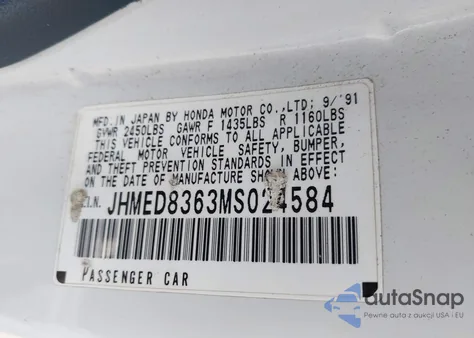 MFD. IN JAPAN BY HONDA MOTOR CO.,LTD; 9/'91
GVWR 2450LBS GAWR F 1435LBS R 1160LBS
THIS VEHICLE CONFORMS TO ALL APPLICABLE
FEDERAL MOTOR VEHICLE SAFETY, BUMPER,
AND THEFT PREVENTION STANDARDS IN EFFECT
ON THE DATE OF MANUFACTURE SHOWN ABOVE.
V.I.N. JHMED8363MS024584
PASSENGER CAR
autoSnap
Pewne auta z aukcji USA i EU